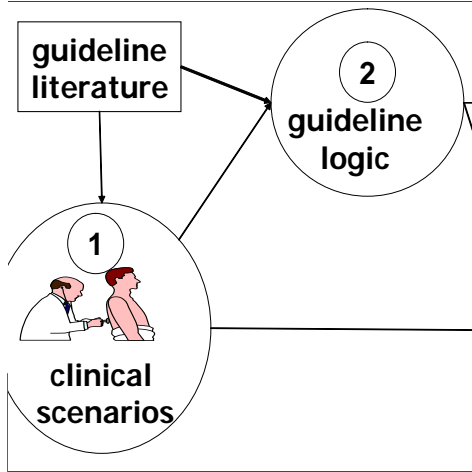 guideline
literature
2
guideline
logic
1
clinical
scenarios